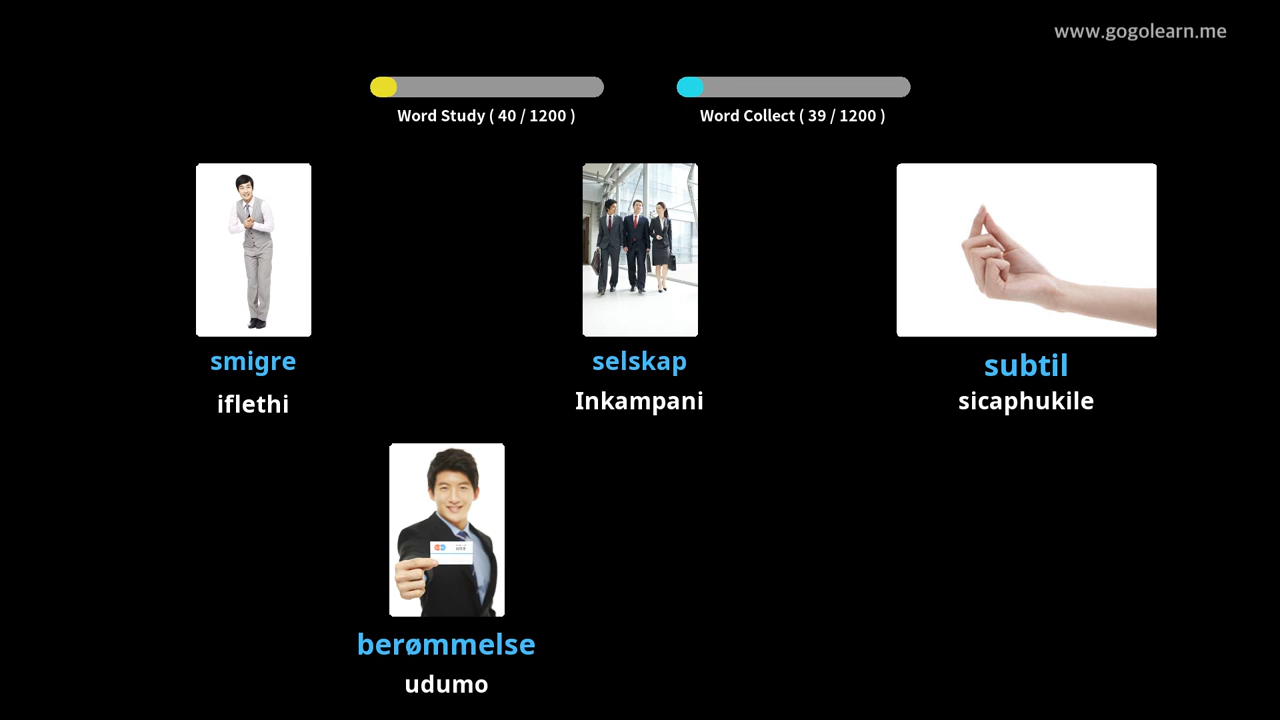 www.gogolearn.me
Word Study ( 40 / 1200 )
Word Collect ( 39 / 1200 )
smigre
iflethi
selskap
Inkampani
subtil
sicaphukile
berømmelse
udumo